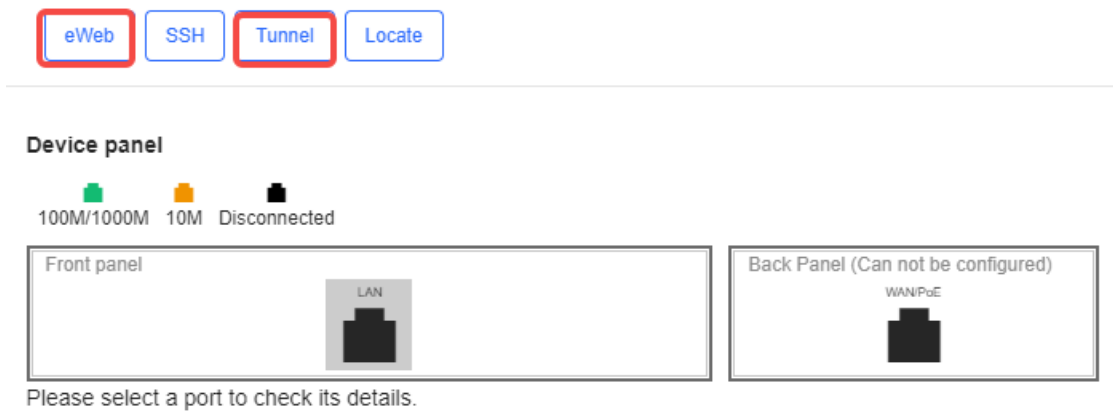 eWeb SSH Tunnel Locate
Device panel
100M/1000M 10M Disconnected
Front panel
LAN
Back Panel (Can not be configured)
WAN/PoE
Please select a port to check its details.